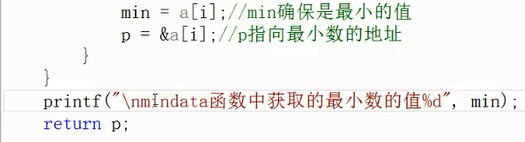 min = a[i];//min确保是最小的值
p = &a[i];//p指向最小数的地址
}
}
printf("\nmindata函数中获取的最小数的值%d", min);
return p;